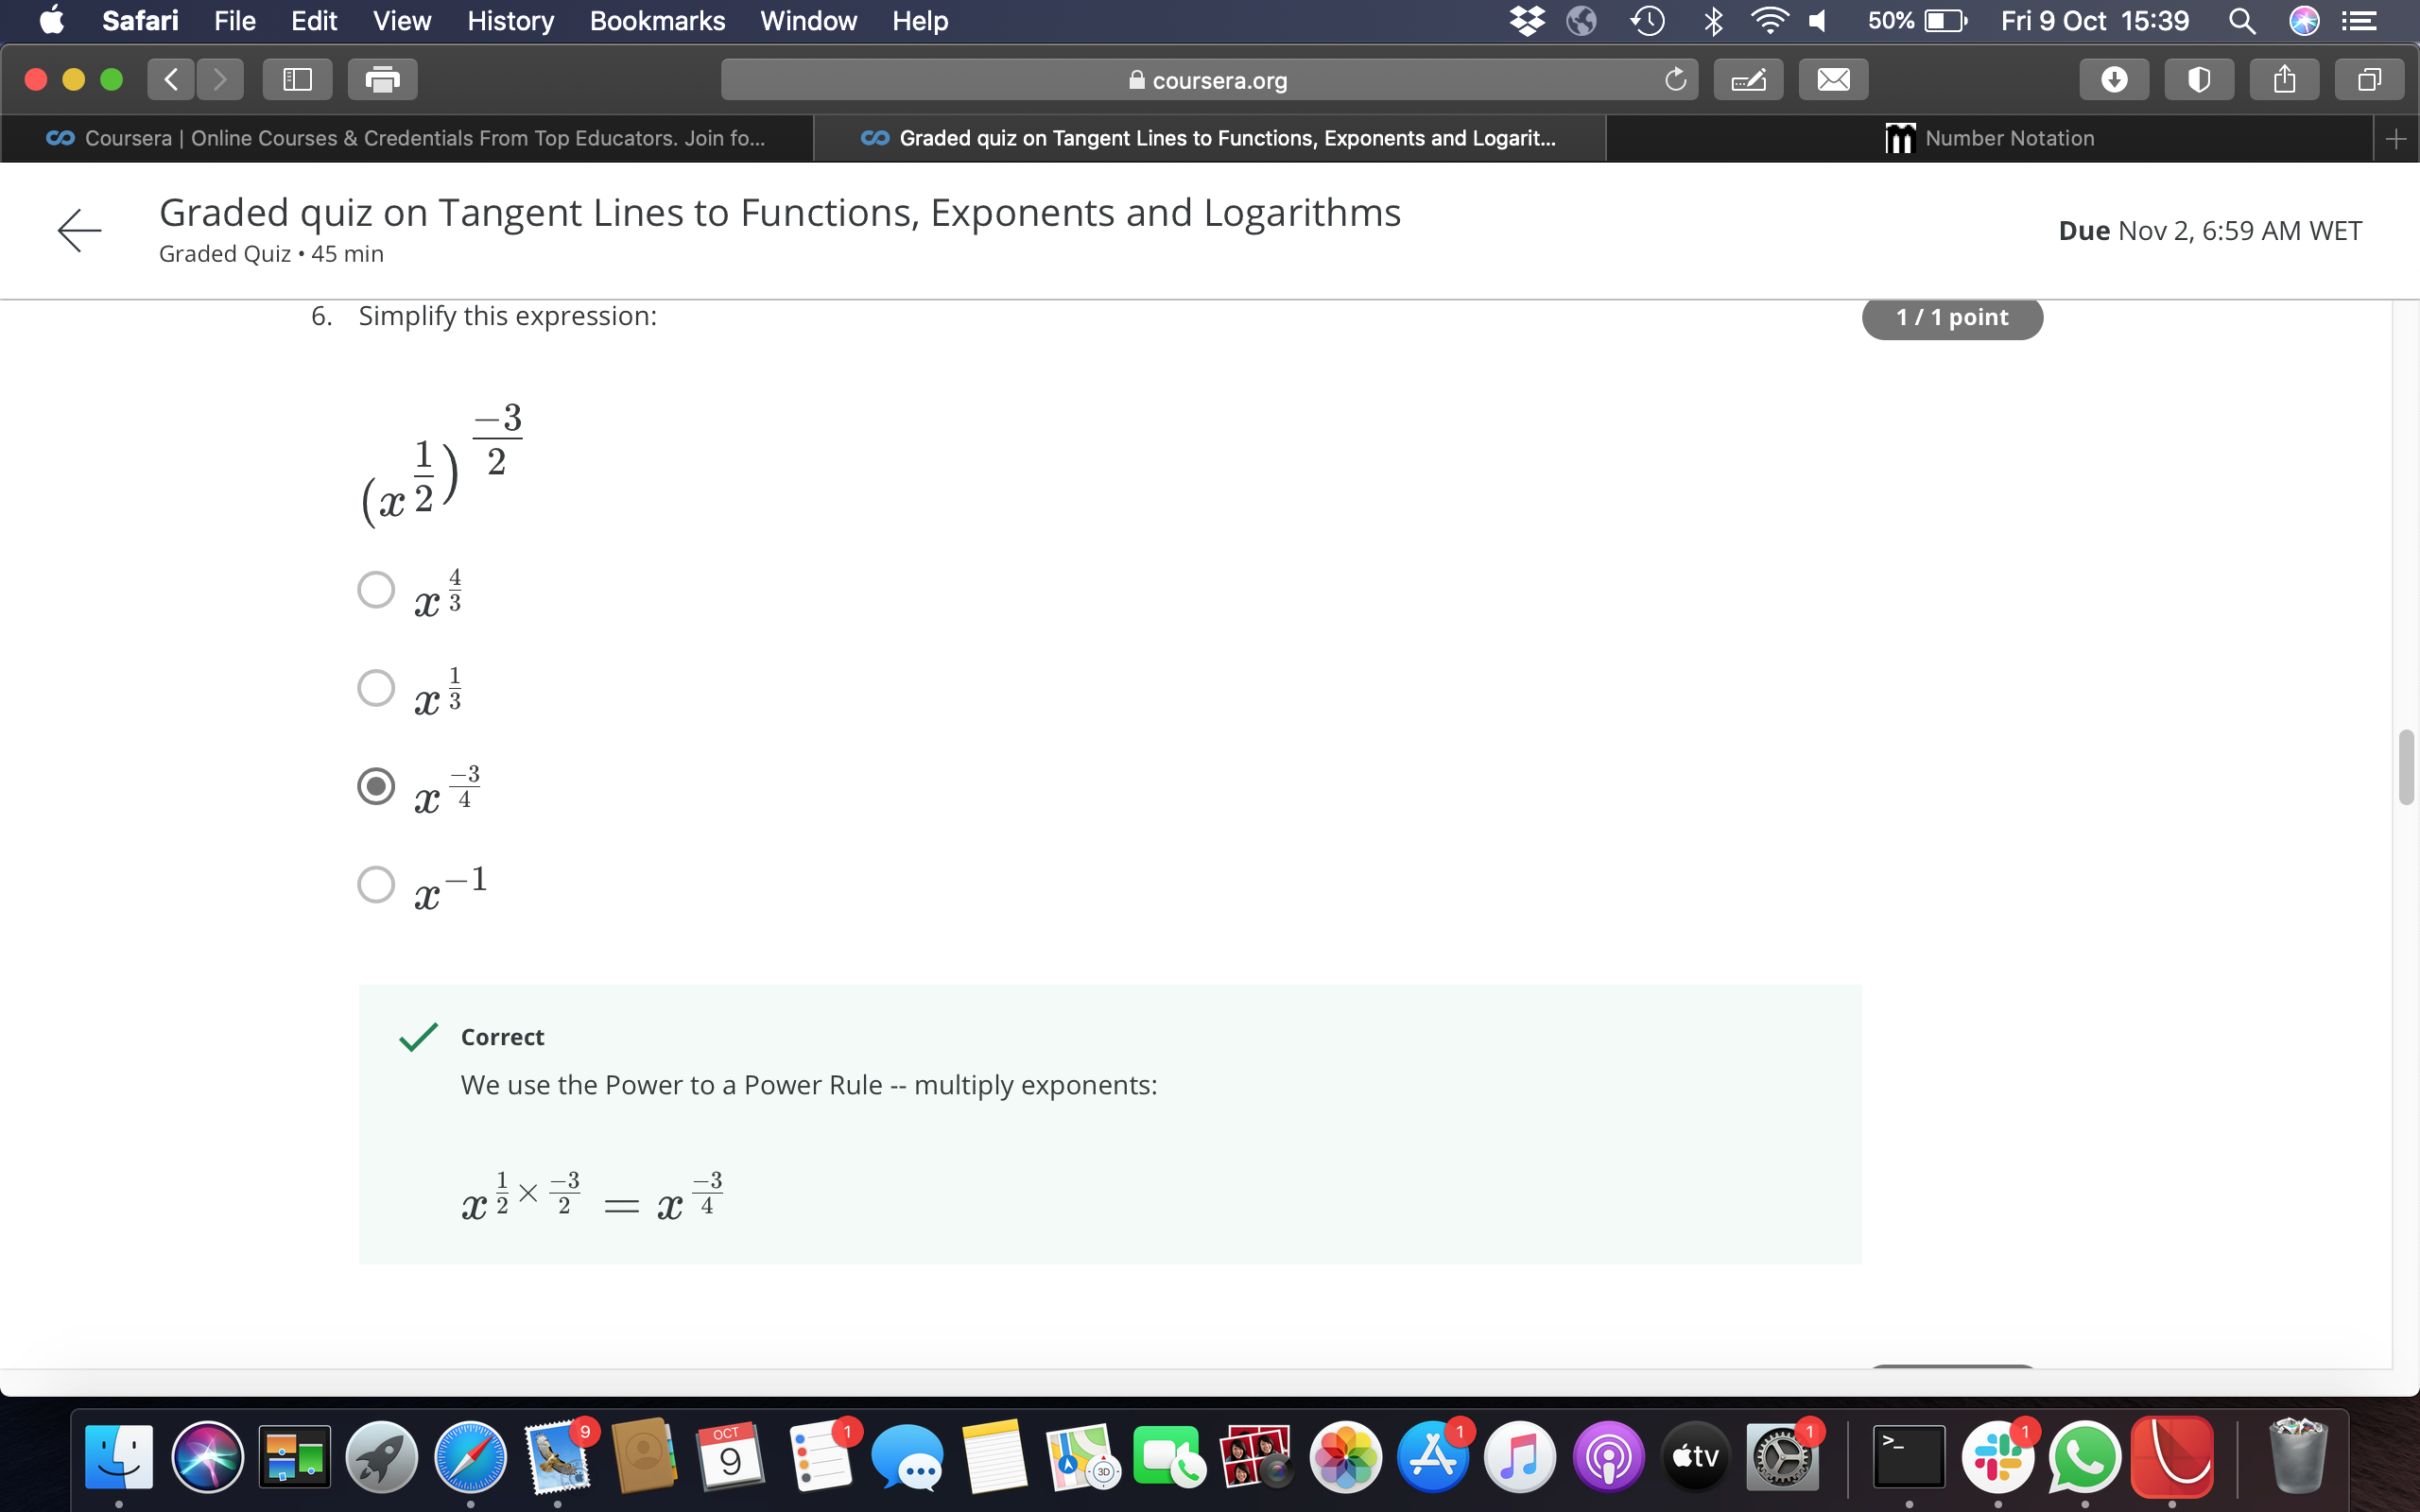 Safari File Edit View History Bookmarks Window Help 50% Fri 9 Oct 15:39
coursera.org
Coursera | Online Courses & Credentials From Top Educators. Join fo... Graded quiz on Tangent Lines to Functions, Exponents and Logarit... Number Notation
Graded quiz on Tangent Lines to Functions, Exponents and Logarithms
Graded Quiz • 45 min
Due Nov 2, 6:59 AM WET
6. Simplify this expression:
1 / 1 point
(x^{\frac{1}{2}})^{\frac{-3}{2}}
x^{\frac{4}{3}}
x^{\frac{1}{3}}
x^{\frac{-3}{4}}
x^{-1}
Correct
We use the Power to a Power Rule -- multiply exponents:
x^{\frac{1}{2} \times \frac{-3}{2}} = x^{\frac{-3}{4}}
9 OCT 9 1 3D 1 tv 1 >_ 1